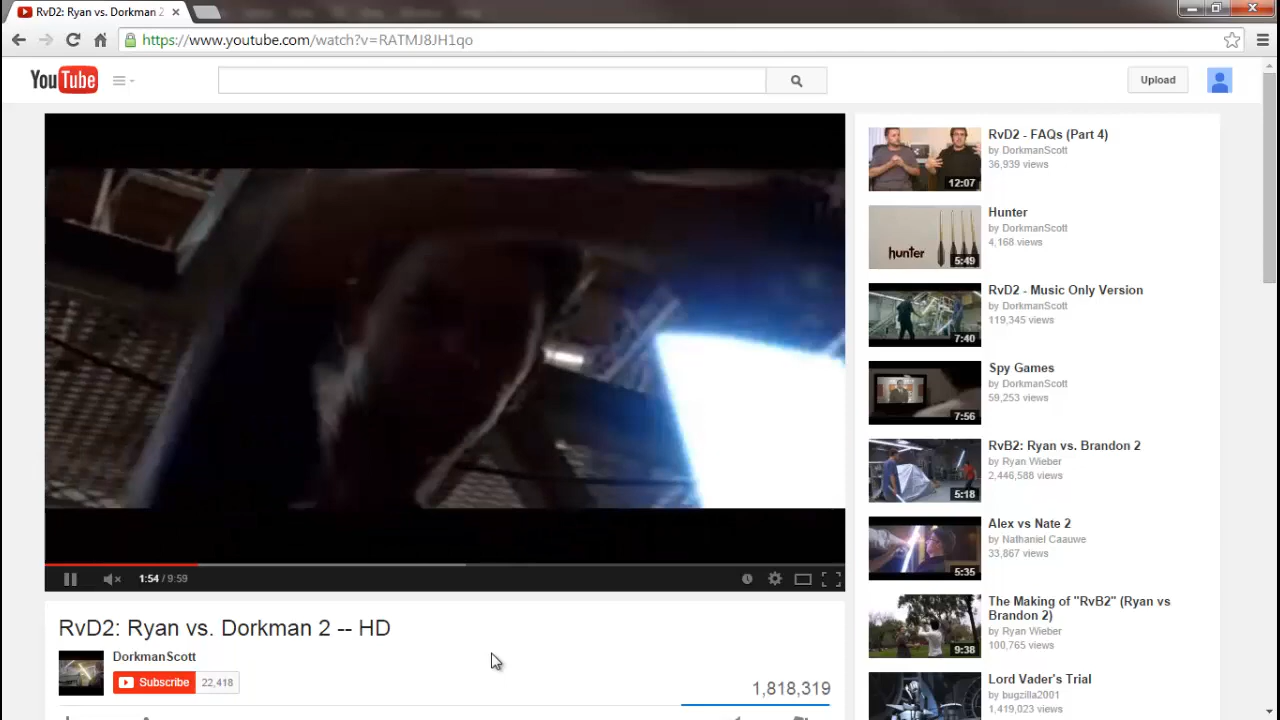 RvD2: Ryan vs. Dorkman 2
https://www.youtube.com/watch?v=RATMJ8JH1qo
YouTube
Upload
RvD2 - FAQs (Part 4)
by DorkmanScott
36,939 views
12:07
Hunter
by DorkmanScott
4,168 views
hunter
5:49
RvD2 - Music Only Version
by DorkmanScott
119,345 views
7:40
Spy Games
by DorkmanScott
59,253 views
7:56
RvB2: Ryan vs. Brandon 2
by Ryan Wieber
2,446,588 views
5:18
Alex vs Nate 2
by Nathaniel Caauwe
33,867 views
5:35
The Making of "RvB2" (Ryan vs
Brandon 2)
by Ryan Wieber
100,765 views
9:38
Lord Vader's Trial
by bugzilla2001
1,419,023 views
1:54 / 9:59
RvD2: Ryan vs. Dorkman 2 -- HD
DorkmanScott
Subscribe 22,418
1,818,319